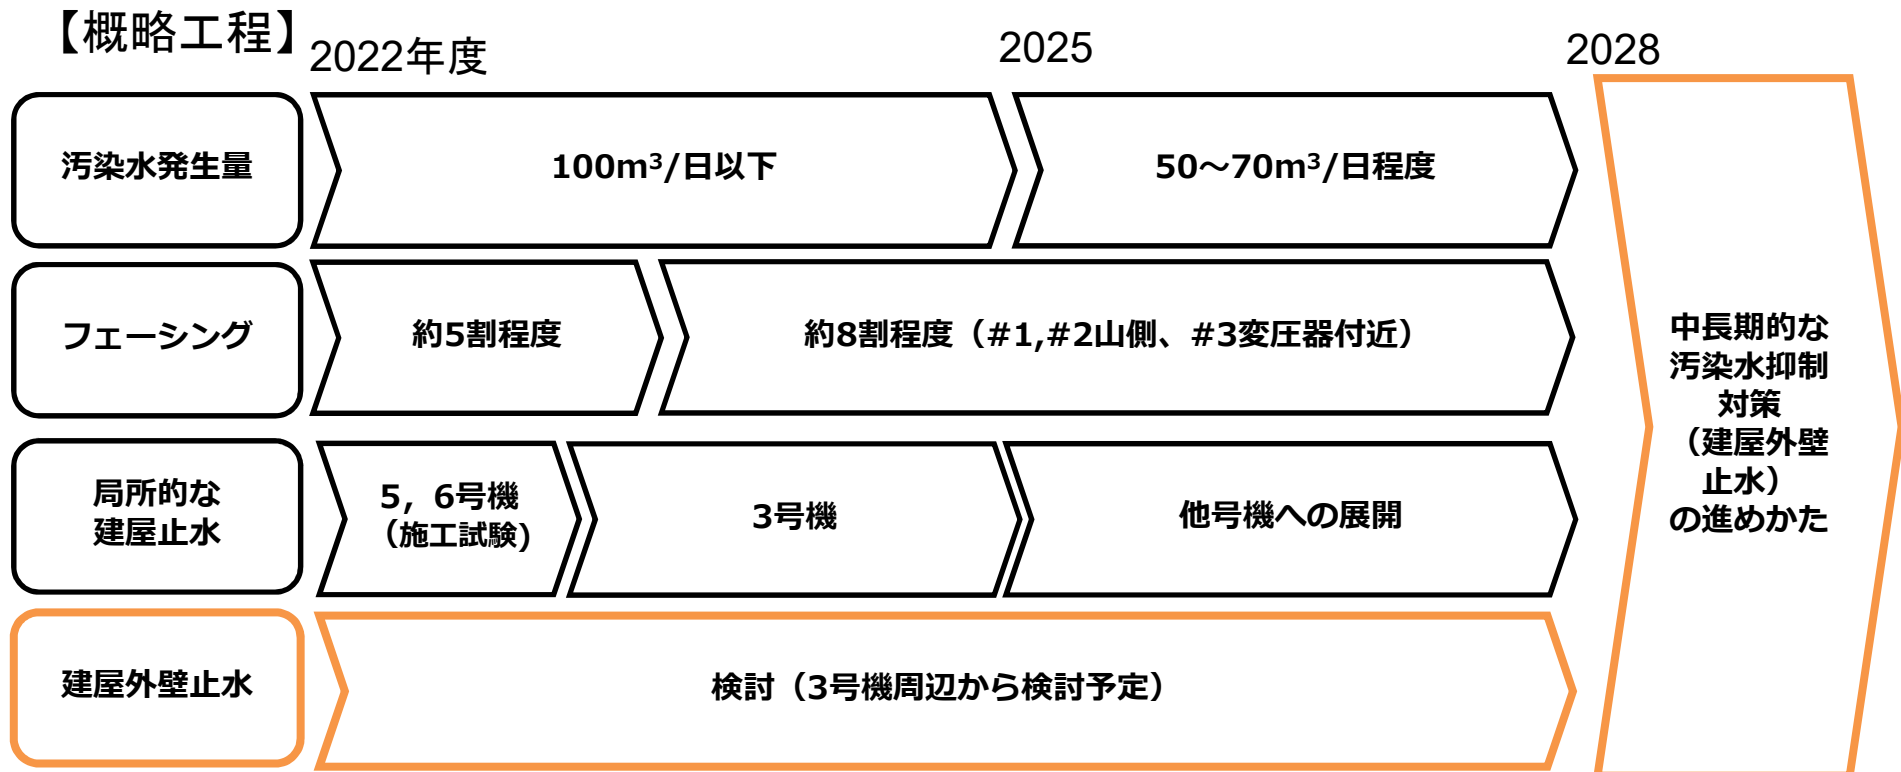 【概略工程】
2022年度
2025
2028
汚染水発生量
100m³/日以下
50～70m³/日程度
フェーシング
約5割程度
約8割程度（#1,#2山側、#3変圧器付近）
局所的な
建屋止水
5，6号機
（施工試験)
3号機
他号機への展開
建屋外壁止水
検討（3号機周辺から検討予定）
中長期的な
汚染水抑制
対策
（建屋外壁
止水）
の進めかた